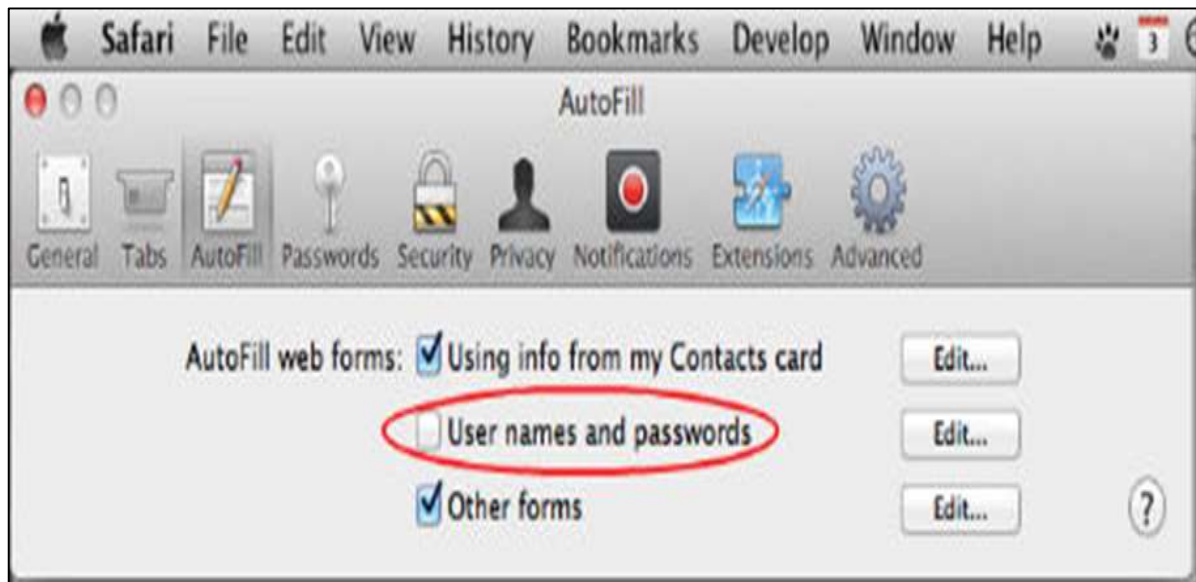 Safari File Edit View History Bookmarks Develop Window Help 3
AutoFill
General Tabs AutoFill Passwords Security Privacy Notifications Extensions Advanced
AutoFill web forms: Using info from my Contacts card Edit...
User names and passwords Edit...
Other forms Edit... ?